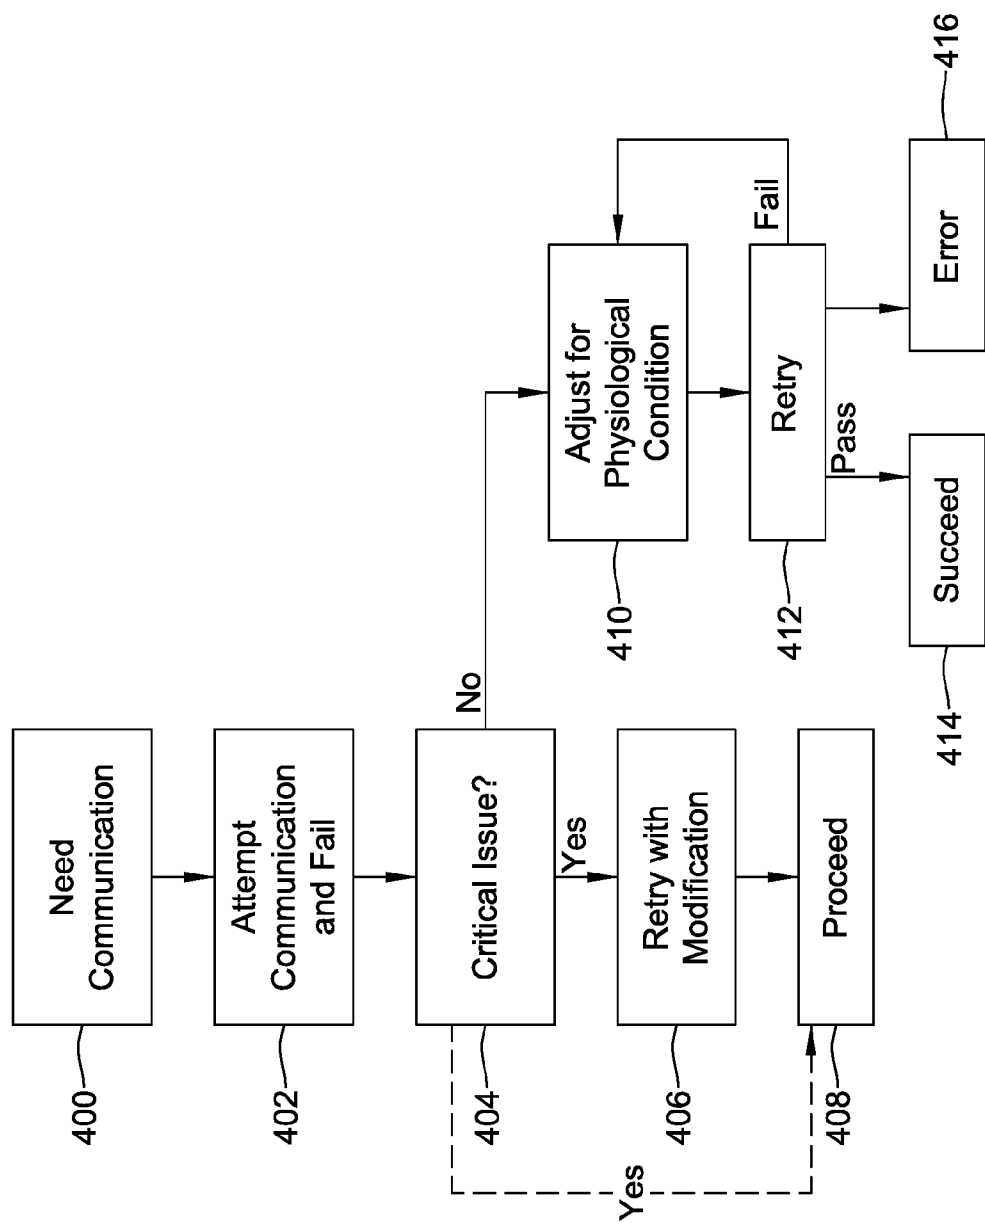 400
Need
Communication
402
Attempt
Communication
and Fail
404
Critical Issue?
No
Yes
Yes
406
Retry with
Modification
408
Proceed
410
Adjust for
Physiological
Condition
412
Retry
Fail
Pass
414
Succeed
Error
416